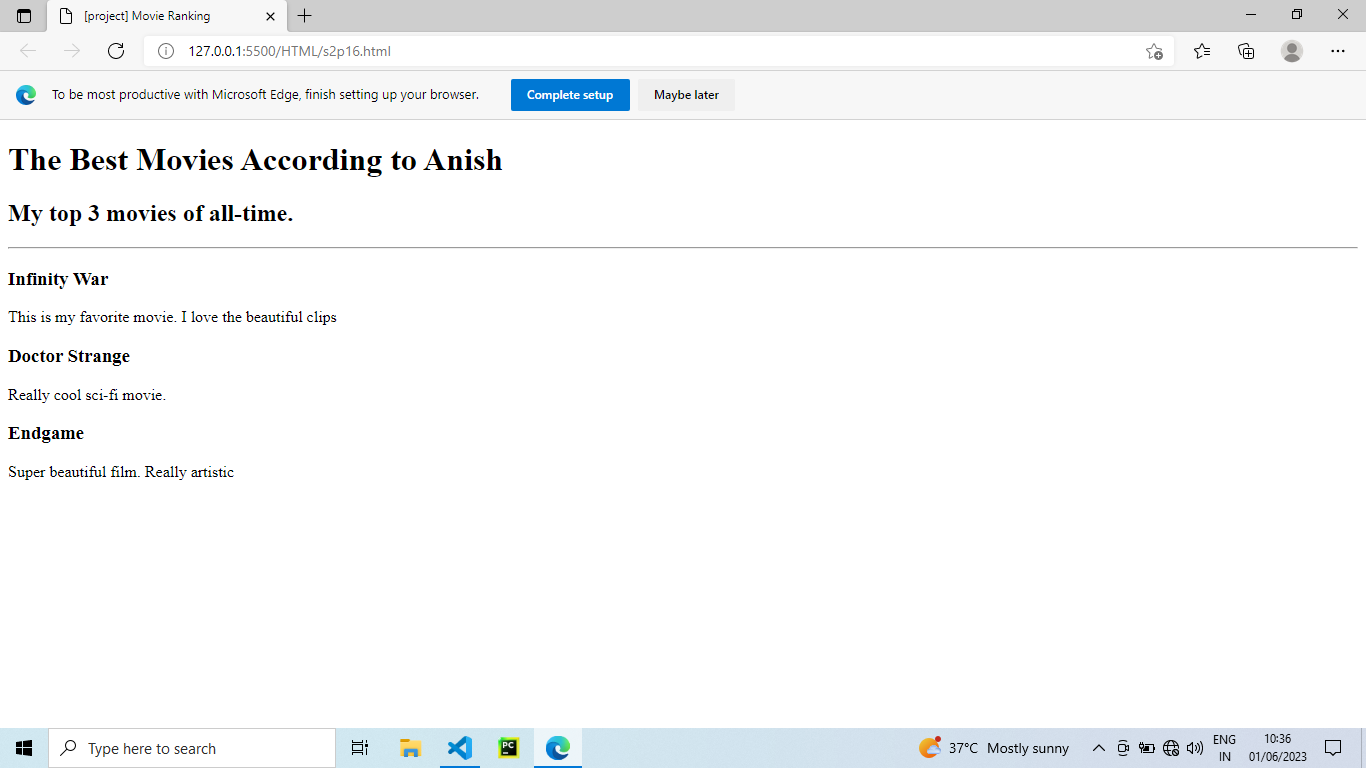 [project] Movie Ranking
127.0.0.1:5500/HTML/s2p16.html
To be most productive with Microsoft Edge, finish setting up your browser. Complete setup Maybe later
The Best Movies According to Anish
My top 3 movies of all-time.
Infinity War
This is my favorite movie. I love the beautiful clips
Doctor Strange
Really cool sci-fi movie.
Endgame
Super beautiful film. Really artistic
Type here to search
PC
37°C Mostly sunny
ENG
IN
10:36
01/06/2023